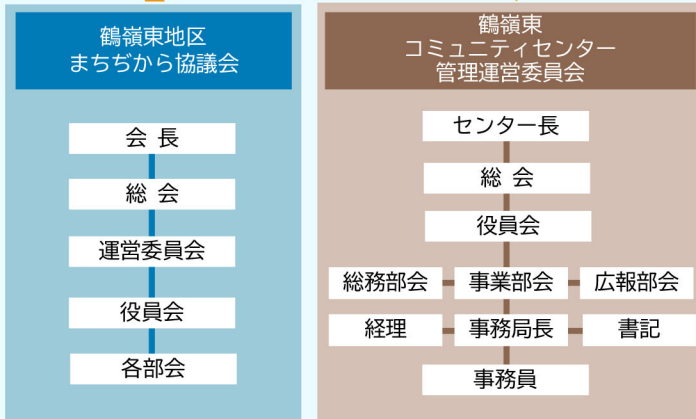 鶴嶺東地区
まちぢから協議会
会 長
総 会
運営委員会
役員会
各部会
鶴嶺東
コミュニティセンター
管理運営委員会
センター長
総 会
役員会
総務部会 事業部会 広報部会
経理 事務局長 書記
事務員